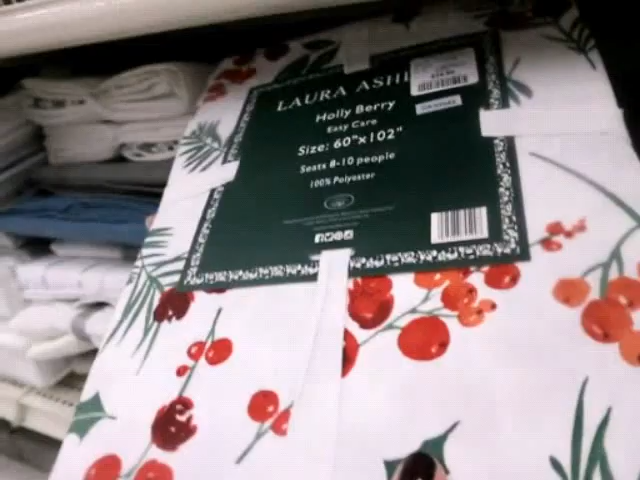 LAURA ASH
Holly Berry
Easy Care
Size: 60"x102"
Seats 8-10 people
100% Polyester